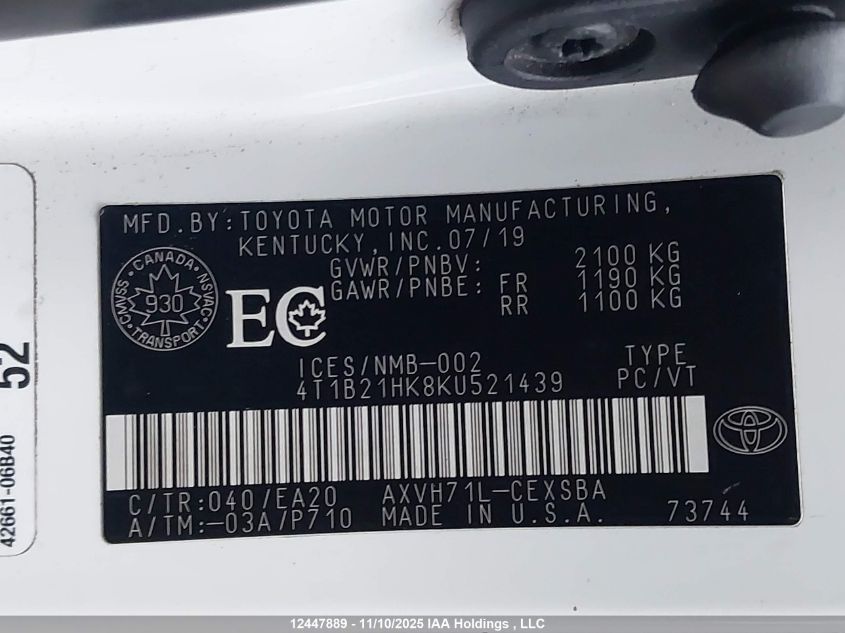 MFD.BY:TOYOTA MOTOR MANUFACTURING,
KENTUCKY,INC.07/19
GVWR/PNBV: 2100 KG
GAWR/PNBE: FR 1190 KG
RR 1100 KG
CANADA
CMVSS 930 NSVAC
TRANSPORT
EC
ICES/NMB-002 TYPE
4T1B21HK8KU521439 PC/VT
C/TR:040/EA20 AXVH71L-CEXSBA
A/TM:-03A/P710 MADE IN U.S.A. 73744
52
42661-06B40
12447889 - 11/10/2025 IAA Holdings , LLC